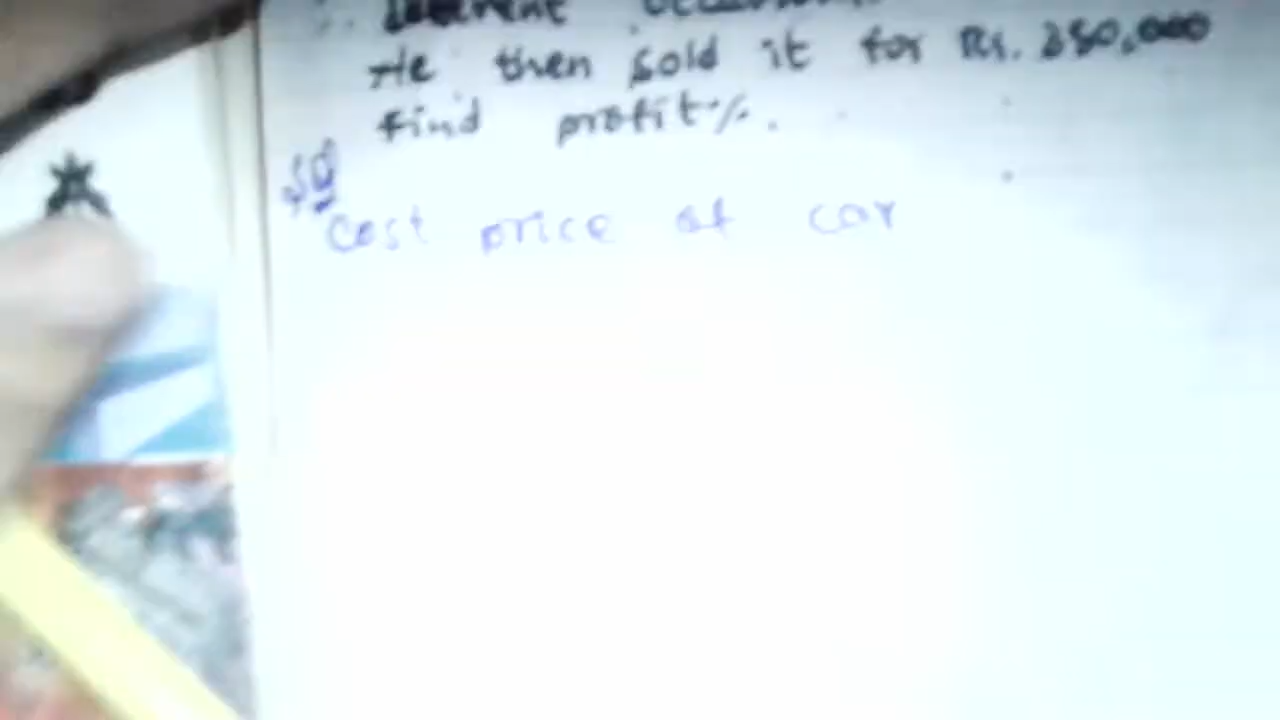 He then sold it for Rs. 250,000
Find profit%.
Sol
Cost price of car